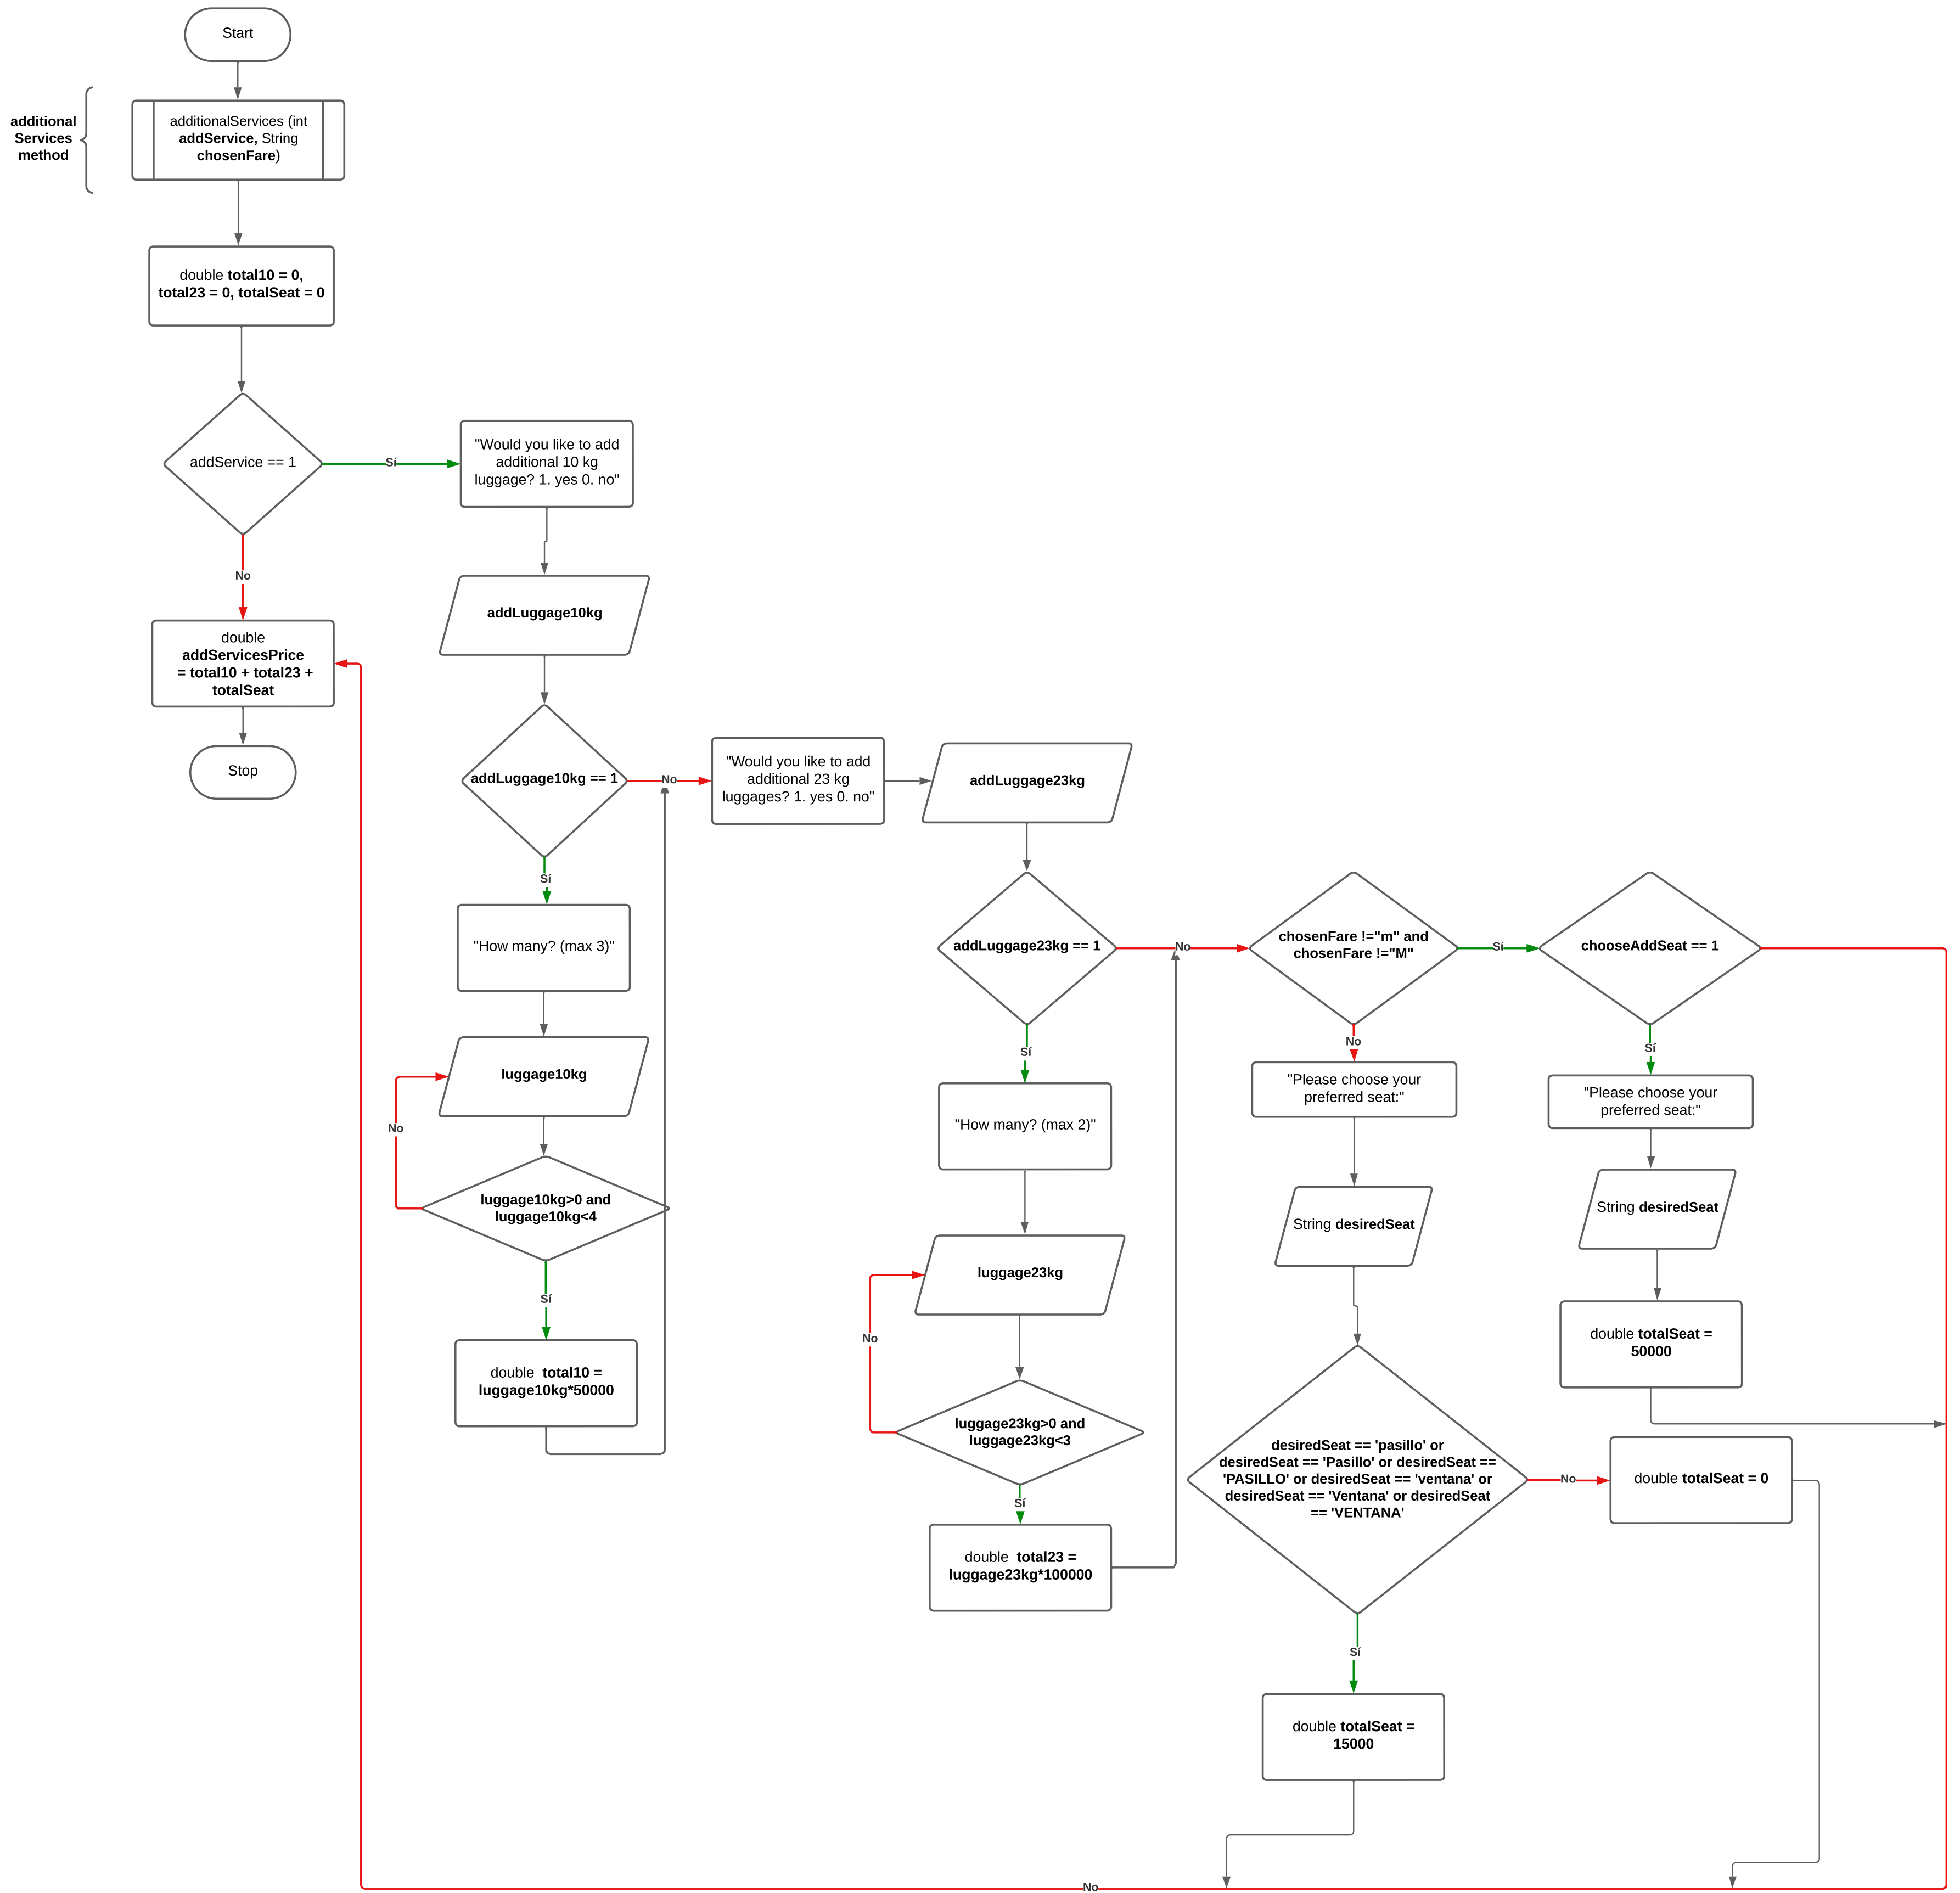 Start
additional
Services
method
additionalServices (int
addService, String
chosenFare)
double total10 = 0,
total23 = 0, totalSeat = 0
addService == 1
Sí
"Would you like to add
additional 10 kg
luggage? 1. yes 0. no"
No
addLuggage10kg
double
addServicesPrice
= total10 + total23 +
totalSeat
Stop
addLuggage10kg == 1
No
"Would you like to add
additional 23 kg
luggages? 1. yes 0. no"
addLuggage23kg
Sí
"How many? (max 3)"
luggage10kg
No
luggage10kg>0 and
luggage10kg<4
Sí
double  total10 =
luggage10kg*50000
addLuggage23kg == 1
No
Sí
"How many? (max 2)"
luggage23kg
No
luggage23kg>0 and
luggage23kg<3
Sí
double  total23 =
luggage23kg*100000
chosenFare !="m" and
chosenFare !="M"
Sí
chooseAddSeat == 1
No
"Please choose your
preferred seat:"
String desiredSeat
desiredSeat == 'pasillo' or
desiredSeat == 'Pasillo' or desiredSeat ==
'PASILLO' or desiredSeat == 'ventana' or
desiredSeat == 'Ventana' or desiredSeat
== 'VENTANA'
No
double totalSeat = 0
Sí
double totalSeat =
15000
Sí
"Please choose your
preferred seat:"
String desiredSeat
double totalSeat =
50000
No